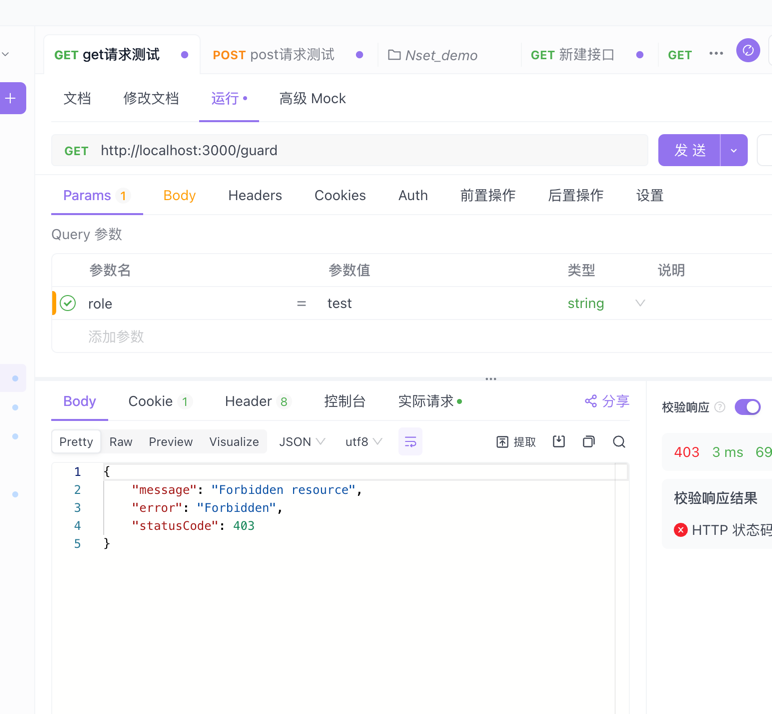 GET get请求测试 POST post请求测试 Nset_demo GET 新建接口 GET ···
文档 修改文档 运行 高级 Mock
GET http://localhost:3000/guard 发 送
Params 1 Body Headers Cookies Auth 前置操作 后置操作 设置
Query 参数
参数名 参数值 类型 说明
role = test string
添加参数
Body Cookie 1 Header 8 控制台 实际请求 分享 校验响应
Pretty Raw Preview Visualize JSON utf8 提取
403 3 ms 69
1 {
2 "message": "Forbidden resource",
3 "error": "Forbidden",
4 "statusCode": 403
5 }
校验响应结果
HTTP 状态码